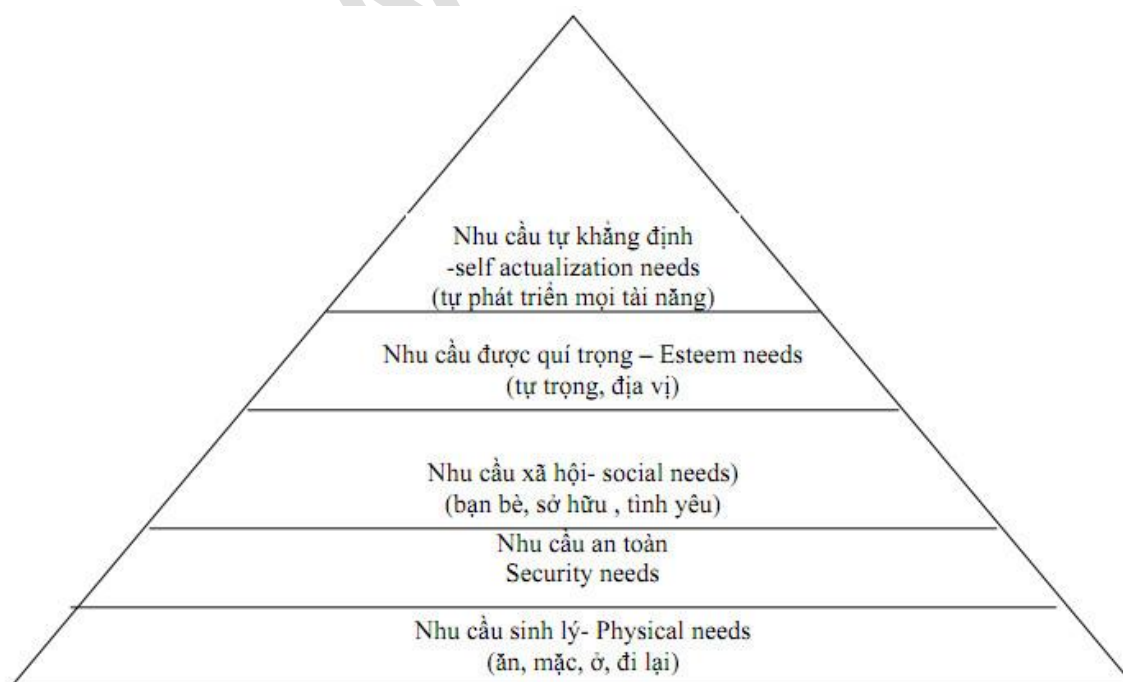 Nhu cầu tự khẳng định
-self actualization needs
(tự phát triển mọi tài năng)
Nhu cầu được quí trọng – Esteem needs
(tự trọng, địa vị)
Nhu cầu xã hội- social needs)
(bạn bè, sở hữu , tình yêu)
Nhu cầu an toàn
Security needs
Nhu cầu sinh lý- Physical needs
(ăn, mặc, ở, đi lại)